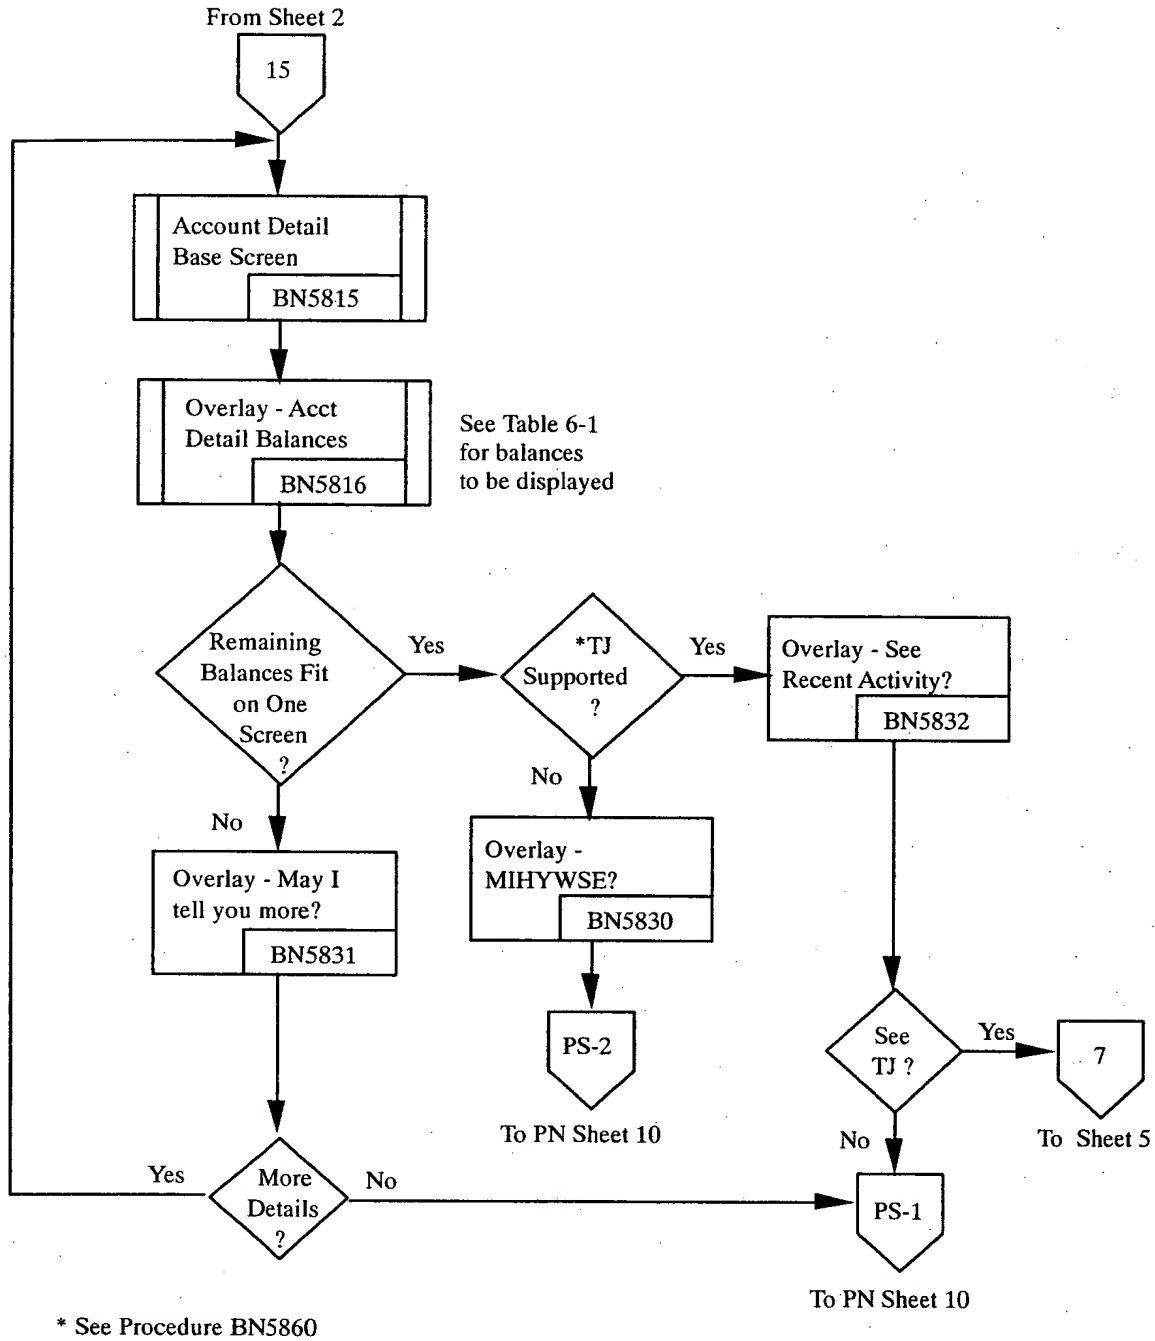 From Sheet 2
15
Account Detail
Base Screen
BN5815
Overlay - Acct
Detail Balances
BN5816
See Table 6-1
for balances
to be displayed
Remaining
Balances Fit
on One
Screen
?
Yes
*TJ
Supported
?
Yes
Overlay - See
Recent Activity?
BN5832
No
No
Overlay - May I
tell you more?
BN5831
Overlay -
MIHYWSE?
BN5830
PS-2
To PN Sheet 10
See
TJ ?
Yes
7
To Sheet 5
No
Yes
More
Details
?
No
PS-1
To PN Sheet 10
* See Procedure BN5860